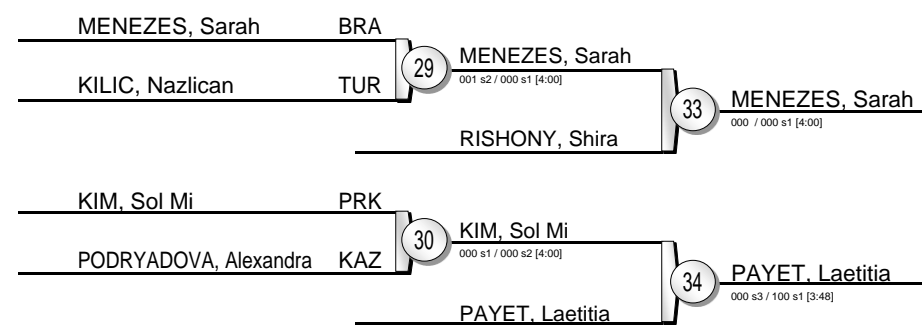 MENEZES, Sarah BRA
KILIC, Nazlican TUR
29
MENEZES, Sarah
001 s2 / 000 s1 [4:00]
RISHONY, Shira
33
MENEZES, Sarah
000 / 000 s1 [4:00]
KIM, Sol Mi PRK
PODRYADOVA, Alexandra KAZ
30
KIM, Sol Mi
000 s1 / 000 s2 [4:00]
PAYET, Laetitia
34
PAYET, Laetitia
000 s3 / 100 s1 [3:48]